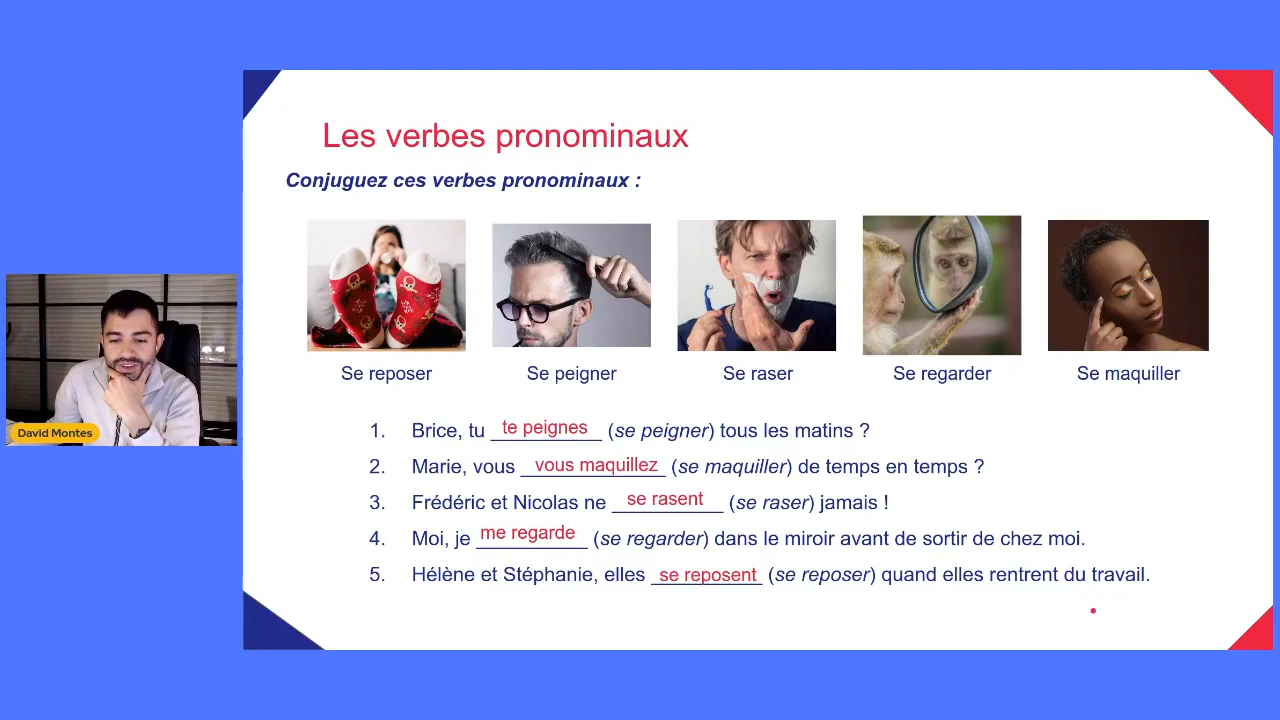 Les verbes pronominaux
Conjuguez ces verbes pronominaux :
Se reposer
Se peigner
Se raser
Se regarder
Se maquiller
1. Brice, tu te peignes (se peigner) tous les matins ?
2. Marie, vous vous maquillez (se maquiller) de temps en temps ?
3. Frédéric et Nicolas ne se rasent (se raser) jamais !
4. Moi, je me regarde (se regarder) dans le miroir avant de sortir de chez moi.
5. Hélène et Stéphanie, elles se reposent (se reposer) quand elles rentrent du travail.
David Montes